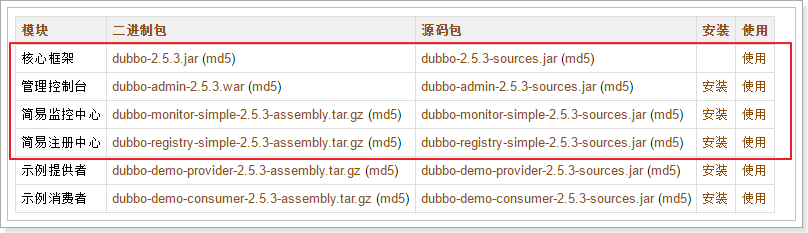 模块 二进制包 源码包 安装 使用
核心框架 dubbo-2.5.3.jar (md5) dubbo-2.5.3-sources.jar (md5) 使用
管理控制台 dubbo-admin-2.5.3.war (md5) dubbo-admin-2.5.3-sources.jar (md5) 安装 使用
简易监控中心 dubbo-monitor-simple-2.5.3-assembly.tar.gz (md5) dubbo-monitor-simple-2.5.3-sources.jar (md5) 安装 使用
简易注册中心 dubbo-registry-simple-2.5.3-assembly.tar.gz (md5) dubbo-registry-simple-2.5.3-sources.jar (md5) 安装 使用
示例提供者 dubbo-demo-provider-2.5.3-assembly.tar.gz (md5) dubbo-demo-provider-2.5.3-sources.jar (md5) 安装 使用
示例消费者 dubbo-demo-consumer-2.5.3-assembly.tar.gz (md5) dubbo-demo-consumer-2.5.3-sources.jar (md5) 安装 使用